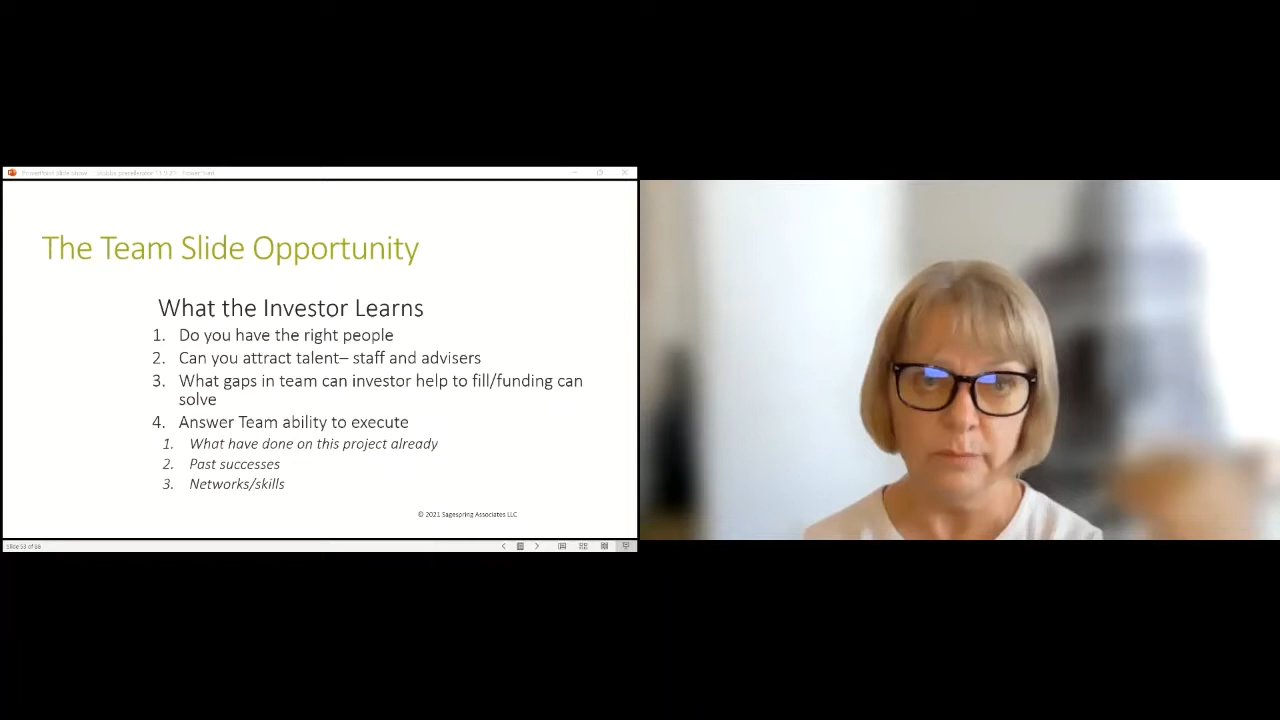 PowerPoint Slide Show
The Team Slide Opportunity
What the Investor Learns
1. Do you have the right people
2. Can you attract talent– staff and advisers
3. What gaps in team can investor help to fill/funding can
solve
4. Answer Team ability to execute
1. What have done on this project already
2. Past successes
3. Networks/skills
© 2021 Sagespring Associates LLC